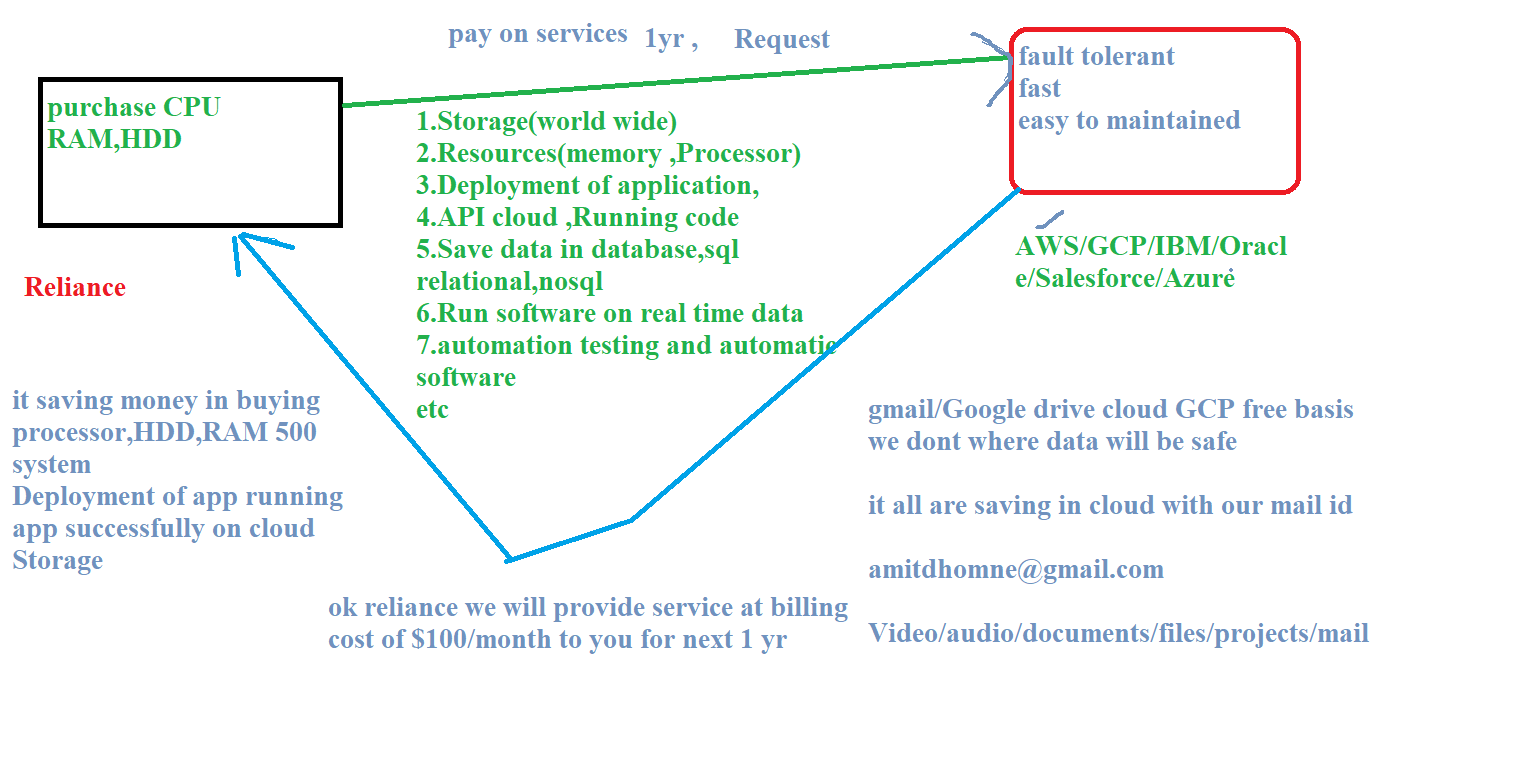 pay on services 1yr , Request
purchase CPU
RAM,HDD
fault tolerant
fast
easy to maintained
1.Storage(world wide)
2.Resources(memory ,Processor)
3.Deployment of application,
4.API cloud ,Running code
5.Save data in database,sql
relational,nosql
6.Run software on real time data
7.automation testing and automatic
software
etc
AWS/GCP/IBM/Oracl
e/Salesforce/Azure
Reliance
it saving money in buying
processor,HDD,RAM 500
system
Deployment of app running
app successfully on cloud
Storage
gmail/Google drive cloud GCP free basis
we dont where data will be safe
it all are saving in cloud with our mail id
amitdhomne@gmail.com
Video/audio/documents/files/projects/mail
ok reliance we will provide service at billing
cost of $100/month to you for next 1 yr